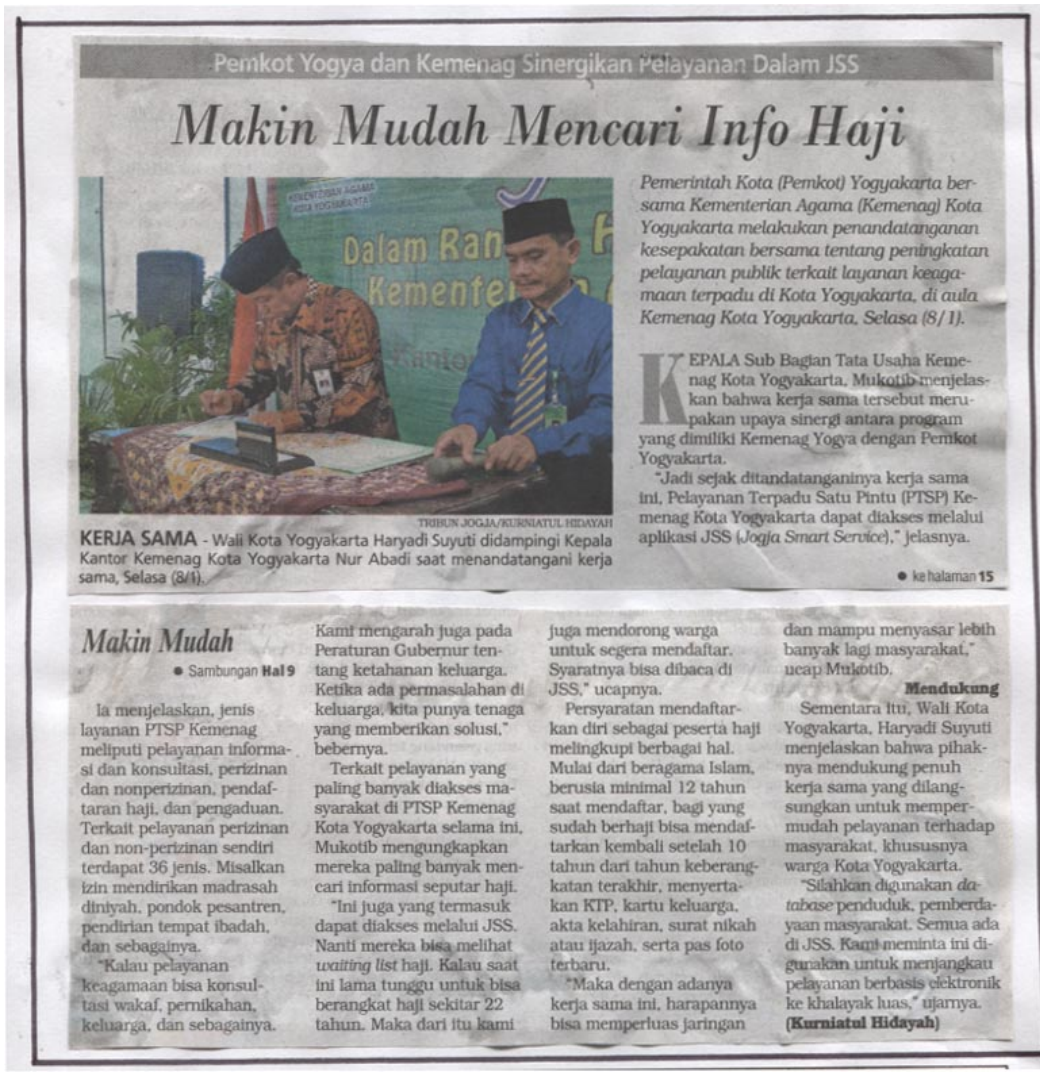 Pemkot Yogya dan Kemenag Sinergikan Pelayanan Dalam JSS
Makin Mudah Mencari Info Haji
KEMENTERIAN AGAMA
KOTA YOGYAKARTA
Dalam Ran
H
Kemente
Kantor
TRIBUN JOGJA/KURNIATUL HIDAYAH
KERJA SAMA - Wali Kota Yogyakarta Haryadi Suyuti didampingi Kepala
Kantor Kemenag Kota Yogyakarta Nur Abadi saat menandatangani kerja
sama, Selasa (8/1).
Pemerintah Kota (Pemkot) Yogyakarta ber-
sama Kementerian Agama (Kemenag) Kota
Yogyakarta melakukan penandatanganan
kesepakatan bersama tentang peningkatan
pelayanan publik terkait layanan keaga-
maan terpadu di Kota Yogyakarta, di aula
Kemenag Kota Yogyakarta, Selasa (8/1).
KEPALA Sub Bagian Tata Usaha Keme-
nag Kota Yogyakarta, Mukotib menjelas-
kan bahwa kerja sama tersebut meru-
pakan upaya sinergi antara program
yang dimiliki Kemenag Yogya dengan Pemkot
Yogyakarta.
"Jadi sejak ditandatanganinya kerja sama
ini, Pelayanan Terpadu Satu Pintu (PTSP) Ke-
menag Kota Yogyakarta dapat diakses melalui
aplikasi JSS (Jogja Smart Service)," jelasnya.
● ke halaman 15
Makin Mudah
● Sambungan Hal 9
Ia menjelaskan, jenis
layanan PTSP Kemenag
meliputi pelayanan informa-
si dan konsultasi, perizinan
dan nonperizinan, pendaf-
taran haji, dan pengaduan.
Terkait pelayanan perizinan
dan non-perizinan sendiri
terdapat 36 jenis. Misalkan
izin mendirikan madrasah
diniyah, pondok pesantren,
pendirian tempat ibadah,
dan sebagainya.
"Kalau pelayanan
keagamaan bisa konsul-
tasi wakaf, pernikahan,
keluarga, dan sebagainya.
Kami mengarah juga pada
Peraturan Gubernur ten-
tang ketahanan keluarga.
Ketika ada permasalahan di
keluarga, kita punya tenaga
yang memberikan solusi,"
bebernya.
Terkait pelayanan yang
paling banyak diakses ma-
syarakat di PTSP Kemenag
Kota Yogyakarta selama ini,
Mukotib mengungkapkan
mereka paling banyak men-
cari informasi seputar haji.
"Ini juga yang termasuk
dapat diakses melalui JSS.
Nanti mereka bisa melihat
waiting list haji. Kalau saat
ini lama tunggu untuk bisa
berangkat haji sekitar 22
tahun. Maka dari itu kami
juga mendorong warga
untuk segera mendaftar.
Syaratnya bisa dibaca di
JSS," ucapnya.
Persyaratan mendaftar-
kan diri sebagai peserta haji
melingkupi berbagai hal.
Mulai dari beragama Islam,
berusia minimal 12 tahun
saat mendaftar, bagi yang
sudah berhaji bisa mendaf-
tarkan kembali setelah 10
tahun dari tahun keberang-
katan terakhir, menyerta-
kan KTP, kartu keluarga,
akta kelahiran, surat nikah
atau ijazah, serta pas foto
terbaru.
"Maka dengan adanya
kerja sama ini, harapannya
bisa memperluas jaringan
dan mampu menyasar lebih
banyak lagi masyarakat,"
ucap Mukotib.
Mendukung
Sementara itu, Wali Kota
Yogyakarta, Haryadi Suyuti
menjelaskan bahwa pihak-
nya mendukung penuh
kerja sama yang dilang-
sungkan untuk memper-
mudah pelayanan terhadap
masyarakat, khususnya
warga Kota Yogyakarta.
"Silahkan digunakan da-
tabase penduduk, pemberda-
yaan masyarakat. Semua ada
di JSS. Kami meminta ini di-
gunakan untuk menjangkau
pelayanan berbasis elektronik
ke khalayak luas," ujarnya.
(Kurniatul Hidayah)